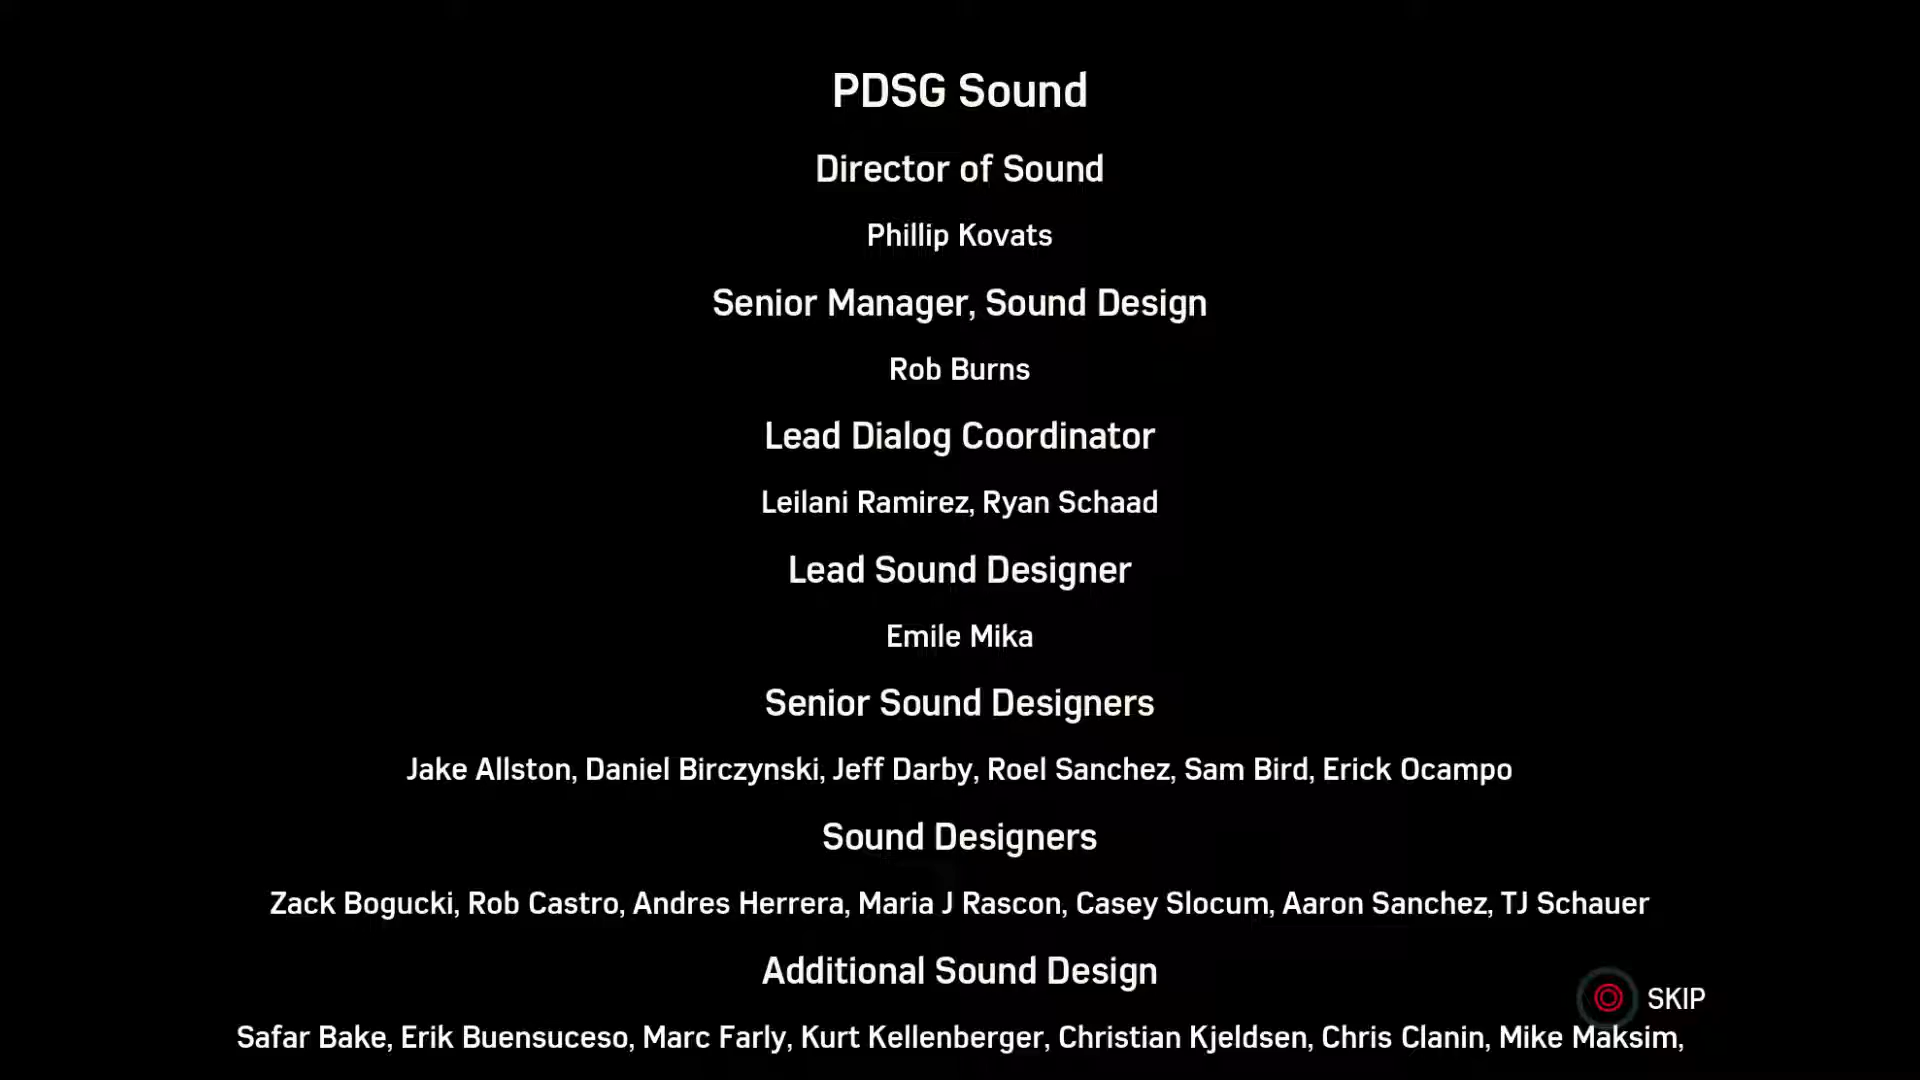 PDSG Sound
Director of Sound
Phillip Kovats
Senior Manager, Sound Design
Rob Burns
Lead Dialog Coordinator
Leilani Ramirez, Ryan Schaad
Lead Sound Designer
Emile Mika
Senior Sound Designers
Jake Allston, Daniel Birczynski, Jeff Darby, Roel Sanchez, Sam Bird, Erick Ocampo
Sound Designers
Zack Bogucki, Rob Castro, Andres Herrera, Maria J Rascon, Casey Slocum, Aaron Sanchez, TJ Schauer
Additional Sound Design
SKIP
Safar Bake, Erik Buensuceso, Marc Farly, Kurt Kellenberger, Christian Kjeldsen, Chris Clanin, Mike Maksim,